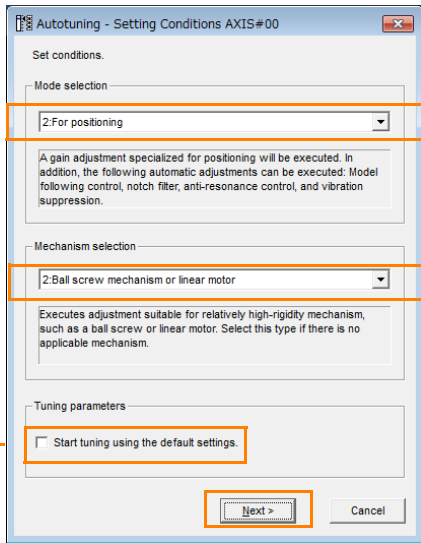 Autotuning - Setting Conditions AXIS#00
Set conditions.
Mode selection
2:For positioning
A gain adjustment specialized for positioning will be executed. In
addition, the following automatic adjustments can be executed: Model
following control, notch filter, anti-resonance control, and vibration
suppression.
Mechanism selection
2:Ball screw mechanism or linear motor
Executes adjustment suitable for relatively high-rigidity mechanism,
such as a ball screw or linear motor. Select this type if there is no
applicable mechanism.
Tuning parameters
Start tuning using the default settings.
Next >
Cancel